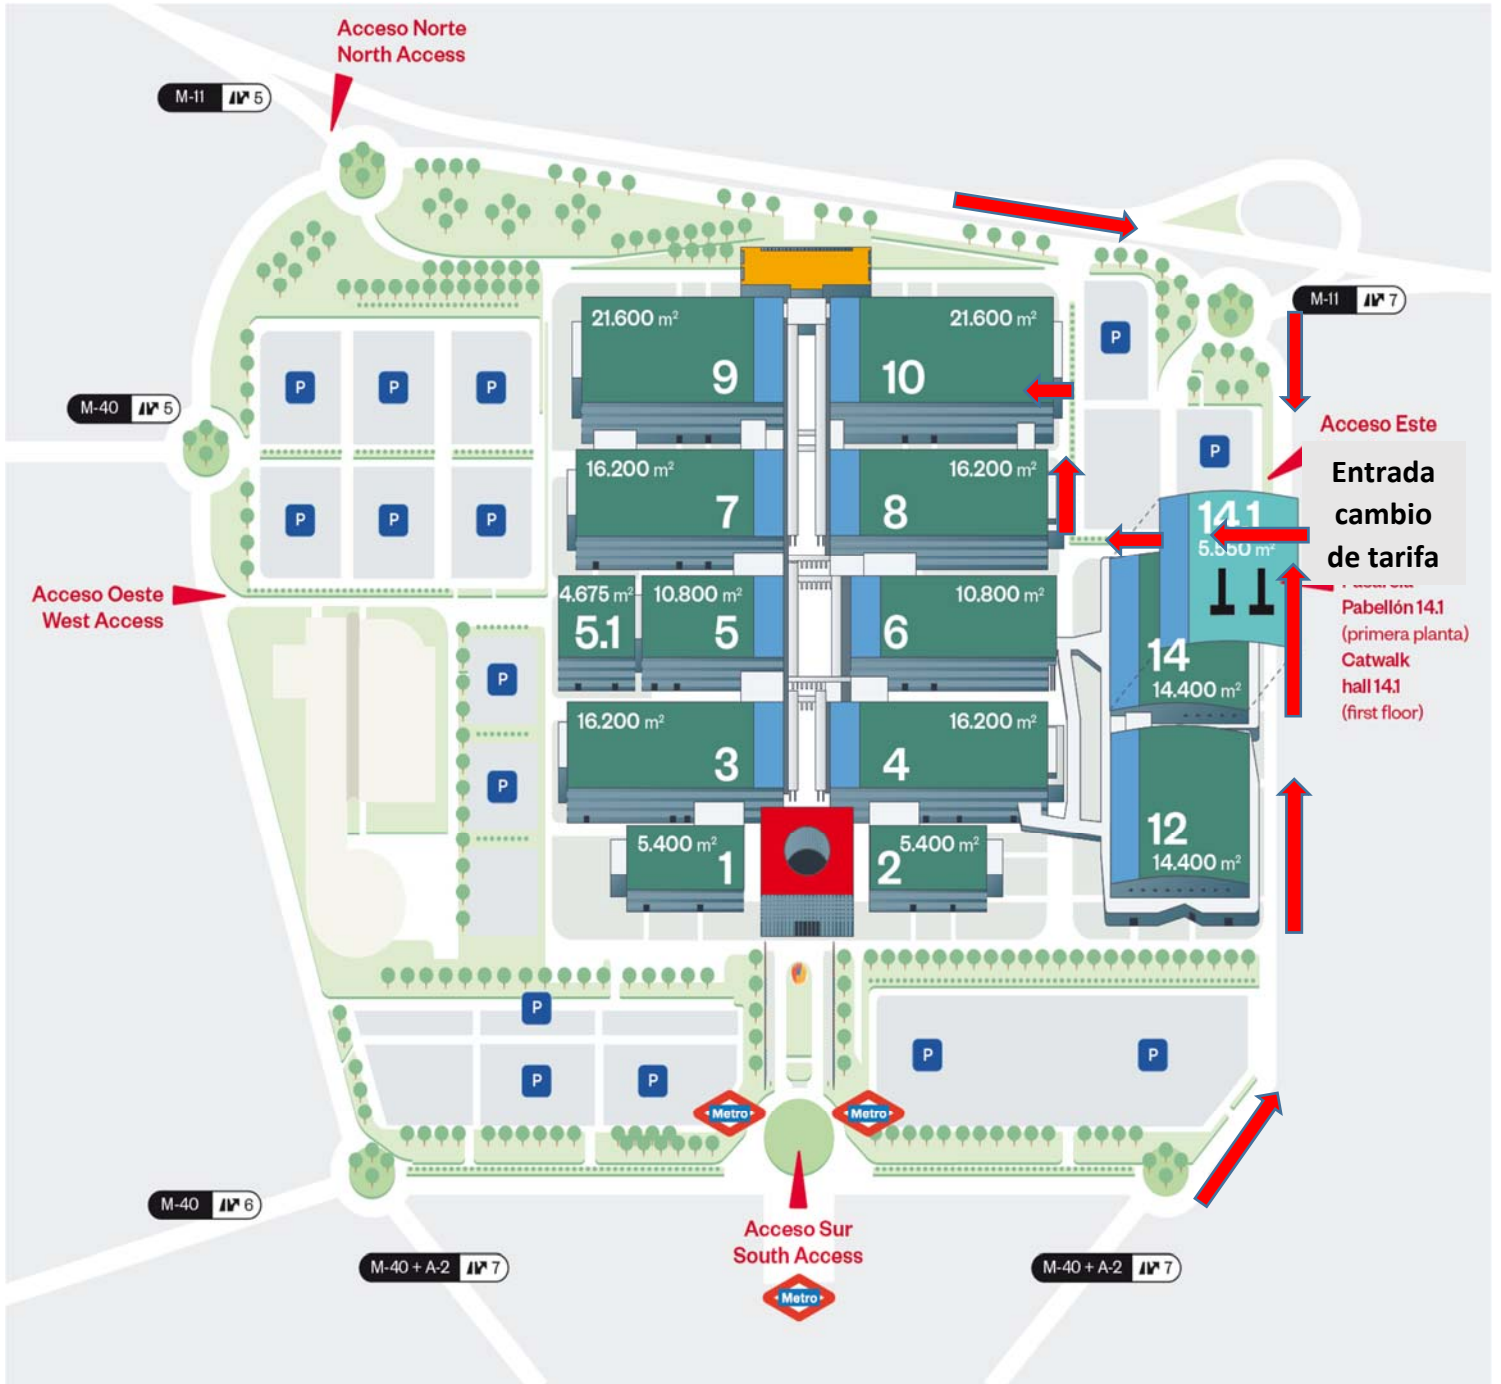 Acceso Norte
North Access
M-11 5
M-11 7
21.600 m²
9
21.600 m²
10
P
P
P
P
M-40 5
Acceso Este
P
16.200 m²
7
16.200 m²
8
Entrada
cambio
de tarifa
14.1
5.550 m²
P
P
P
Pabellón 14.1
(primera planta)
Catwalk
hall 14.1
(first floor)
Acceso Oeste
West Access
4.675 m²
5.1
10.800 m²
5
10.800 m²
6
14
14.400 m²
P
16.200 m²
3
16.200 m²
4
P
12
14.400 m²
5.400 m²
1
5.400 m²
2
P
P
P
P
P
Metro
Metro
M-40 6
Acceso Sur
South Access
M-40 + A-2 7
M-40 + A-2 7
Metro